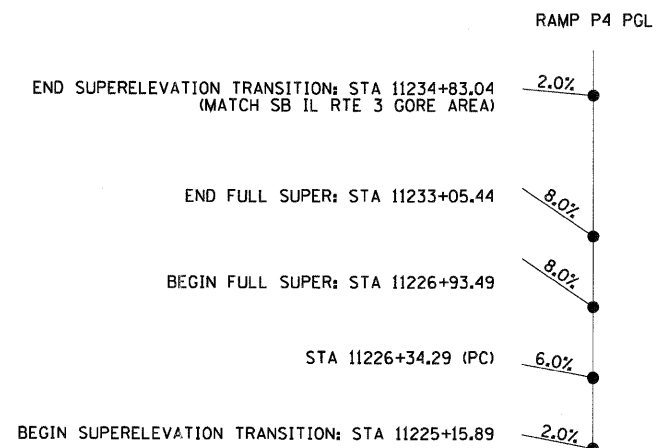 RAMP P4 PGL
END SUPERELEVATION TRANSITION: STA 11234+83.04
(MATCH SB IL RTE 3 GORE AREA)
2.0%
END FULL SUPER: STA 11233+05.44
8.0%
BEGIN FULL SUPER: STA 11226+93.49
8.0%
STA 11226+34.29 (PC)
6.0%
BEGIN SUPERELEVATION TRANSITION: STA 11225+15.89
2.0%